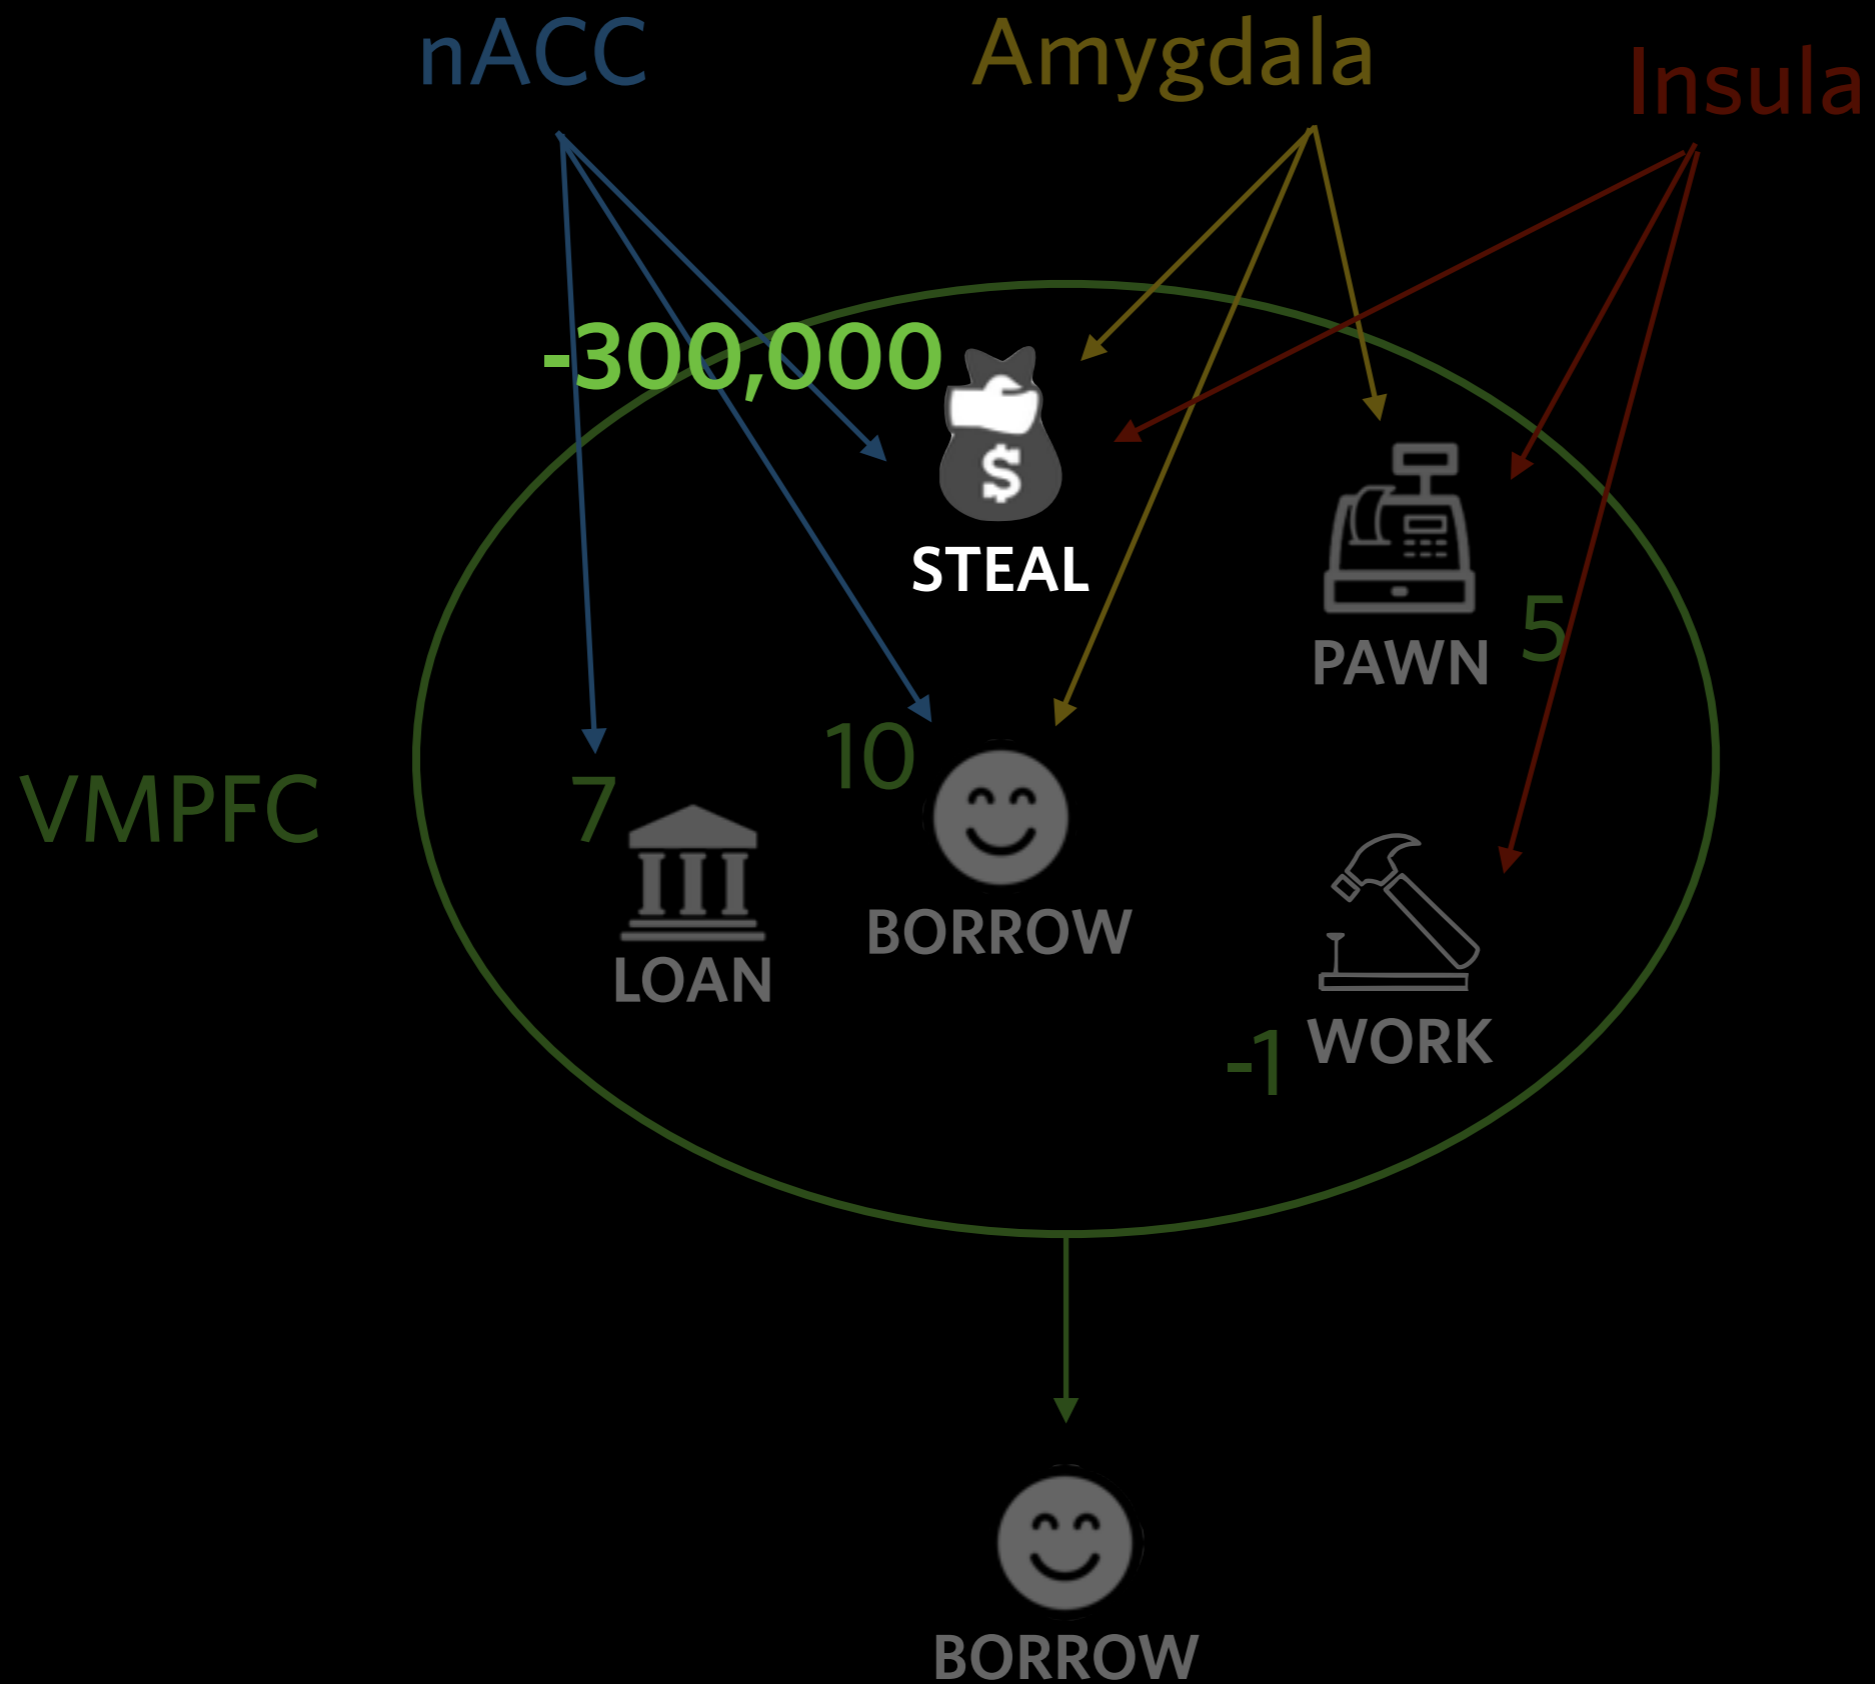 nACC
Amygdala
Insula
-300,000
$
STEAL
PAWN
5
VMPFC
7
10
LOAN
BORROW
-1
WORK
BORROW